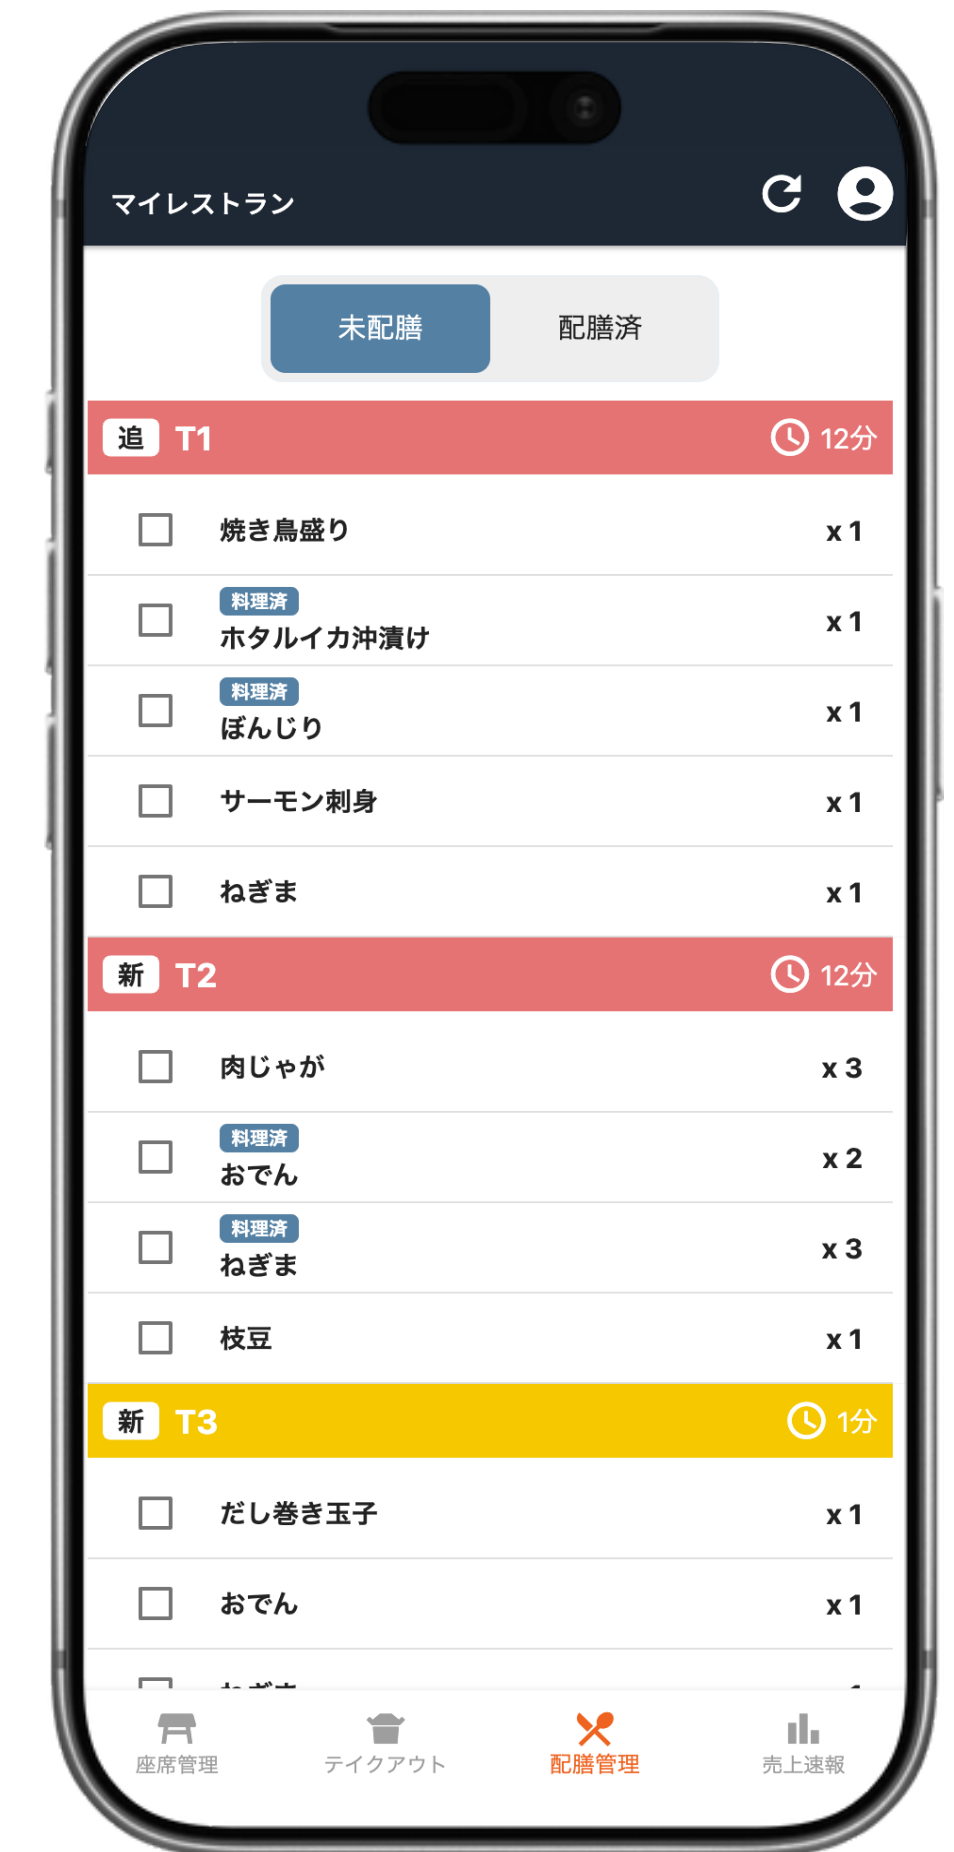 マイレストラン
未配膳 配膳済
追 T1 12分
焼き鳥盛り x 1
料理済
ホタルイカ沖漬け x 1
料理済
ぼんじり x 1
サーモン刺身 x 1
ねぎま x 1
新 T2 12分
肉じゃが x 3
料理済
おでん x 2
料理済
ねぎま x 3
枝豆 x 1
新 T3 1分
だし巻き玉子 x 1
おでん x 1
座席管理 テイクアウト 配膳管理 売上速報